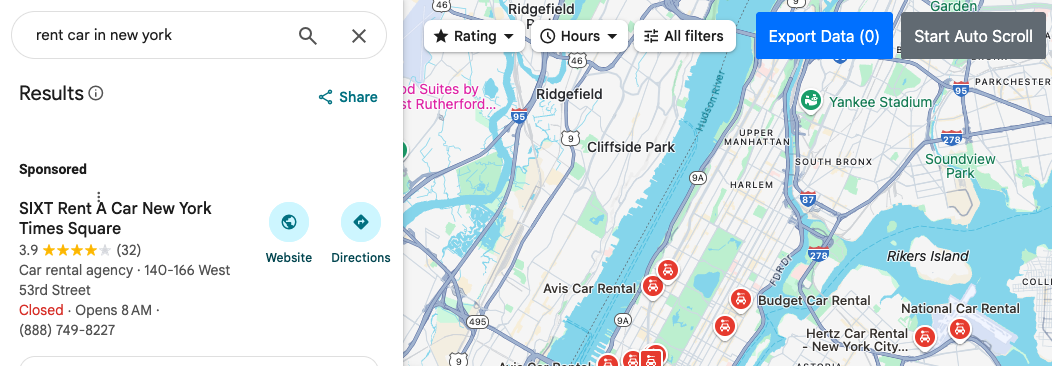 rent car in new york
Results
Share
Sponsored
SIXT Rent A Car New York
Times Square
3.9 (32)
Car rental agency · 140-166 West
53rd Street
Closed · Opens 8 AM ·
(888) 749-8227
Website
Directions
Rating
Hours
All filters
Export Data (0)
Start Auto Scroll
Ridgefield
Garden
46
46
95
PARKCHESTER
od Suites by
st Rutherford...
Ridgefield
95
Hudson River
Yankee Stadium
9
UPPER
MANHATTAN
278
Cliffside Park
SOUTH BRONX
Soundview
Park
9A
HARLEM
87
278
FDR Dr
Rikers Island
Avis Car Rental
Budget Car Rental
COLL
National Car Rental
495
9A
Hertz Car Rental
- New York City...
9
Avis Car Rental
ASTORIA